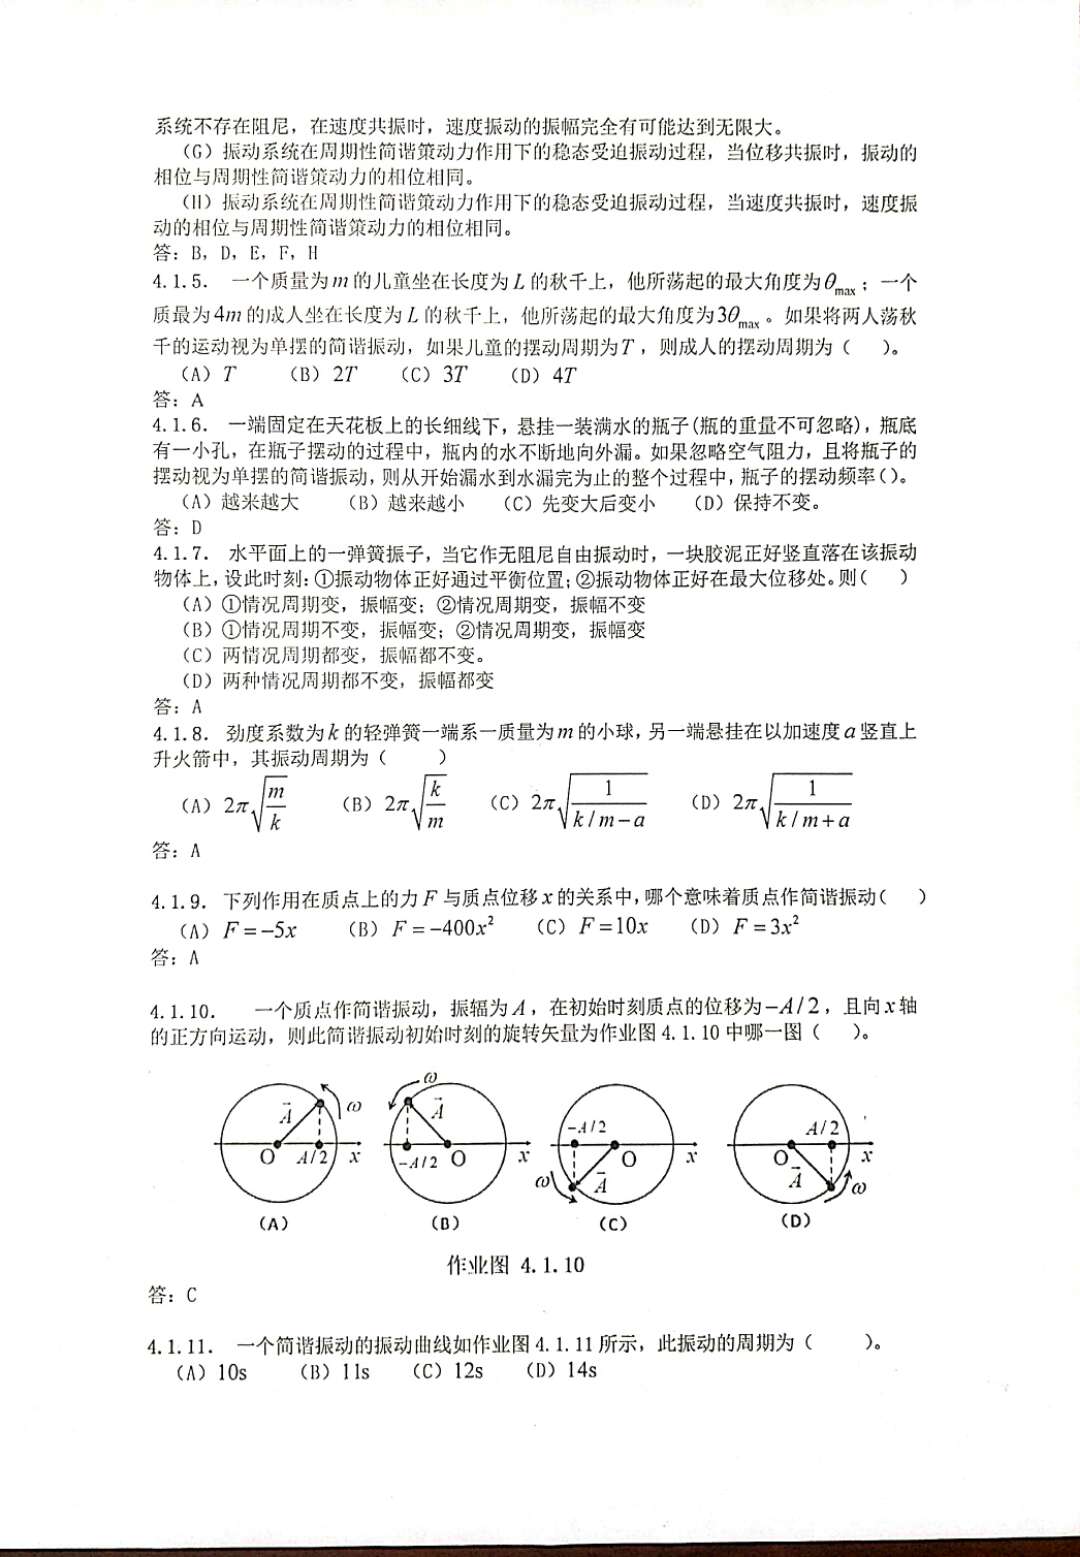 系统不存在阻尼，在速度共振时，速度振动的振幅完全有可能达到无限大。
（G）振动系统在周期性简谐策动力作用下的稳态受迫振动过程，当位移共振时，振动的
相位与周期性简谐策动力的相位相同。
（H）振动系统在周期性简谐策动力作用下的稳态受迫振动过程，当速度共振时，速度振
动的相位与周期性简谐策动力的相位相同。
答：B，D，E，F，H
4.1.5. 一个质量为m的儿童坐在长度为L的秋千上，他所荡起的最大角度为θmax；一个
质量为4m的成人坐在长度为L的秋千上，他所荡起的最大角度为3θmax。如果将两人荡秋
千的运动视为单摆的简谐振动，如果儿童的摆动周期为T，则成人的摆动周期为（ ）。
（A）T （B）2T （C）3T （D）4T
答：A
4.1.6. 一端固定在天花板上的长细线下，悬挂一装满水的瓶子(瓶的重量不可忽略)，瓶底
有一小孔，在瓶子摆动的过程中，瓶内的水不断地向外漏。如果忽略空气阻力，且将瓶子的
摆动视为单摆的简谐振动，则从开始漏水到水漏完为止的整个过程中，瓶子的摆动频率()。
（A）越来越大 （B）越来越小 （C）先变大后变小 （D）保持不变。
答：D
4.1.7. 水平面上的一弹簧振子，当它作无阻尼自由振动时，一块胶泥正好竖直落在该振动
物体上，设此时刻：①振动物体正好通过平衡位置；②振动物体正好在最大位移处。则( )
（A）①情况周期变，振幅变；②情况周期变，振幅不变
（B）①情况周期不变，振幅变；②情况周期变，振幅变
（C）两情况周期都变，振幅都不变。
（D）两种情况周期都不变，振幅都变
答：A
4.1.8. 劲度系数为k的轻弹簧一端系一质量为m的小球，另一端悬挂在以加速度a竖直上
升火箭中，其振动周期为（ ）
（A）2π√(m/k) （B）2π√(k/m) （C）2π√(1/(k/m−a)) （D）2π√(1/(k/m+a))
答：A
4.1.9. 下列作用在质点上的力F与质点位移x的关系中，哪个意味着质点作简谐振动( )
（A）F=−5x （B）F=−400x² （C）F=10x （D）F=3x²
答：A
4.1.10. 一个质点作简谐振动，振辐为A，在初始时刻质点的位移为−A/2，且向x轴
的正方向运动，则此简谐振动初始时刻的旋转矢量为作业图4.1.10中哪一图（ ）。
A⃗ ω O A/2 x
ω A⃗ −A/2 O x
−A/2 O x ω A⃗
A/2 O x A⃗ ω
（A） （B） （C） （D）
作业图 4.1.10
答：C
4.1.11. 一个简谐振动的振动曲线如作业图4.1.11所示，此振动的周期为（ ）。
（A）10s （B）11s （C）12s （D）14s